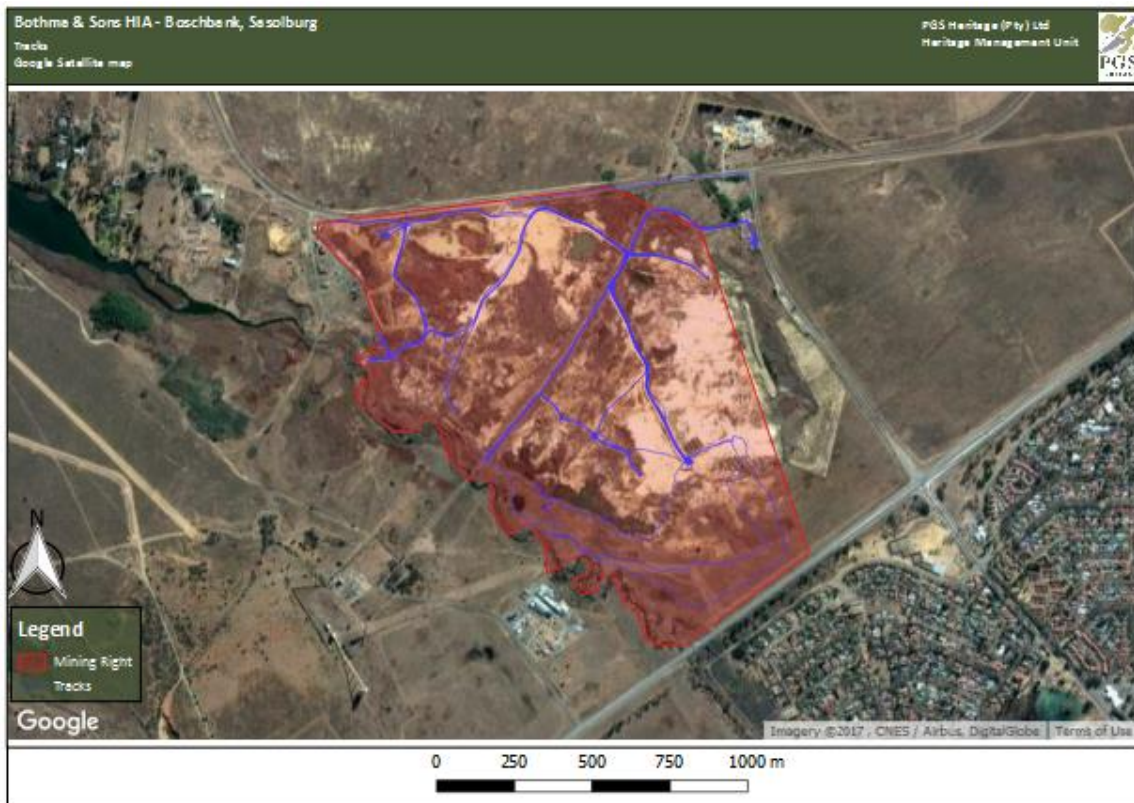 Bothma & Sons HIA - Boschbank, Sasolburg
Tracks
Google Satellite map
PGS Heritage (Pty) Ltd
Heritage Management Unit
PGS
N
Legend
Mining Right
Tracks
Google
Imagery ©2017 , CNES / Airbus, DigitalGlobe
Terms of Use
0 250 500 750 1000 m